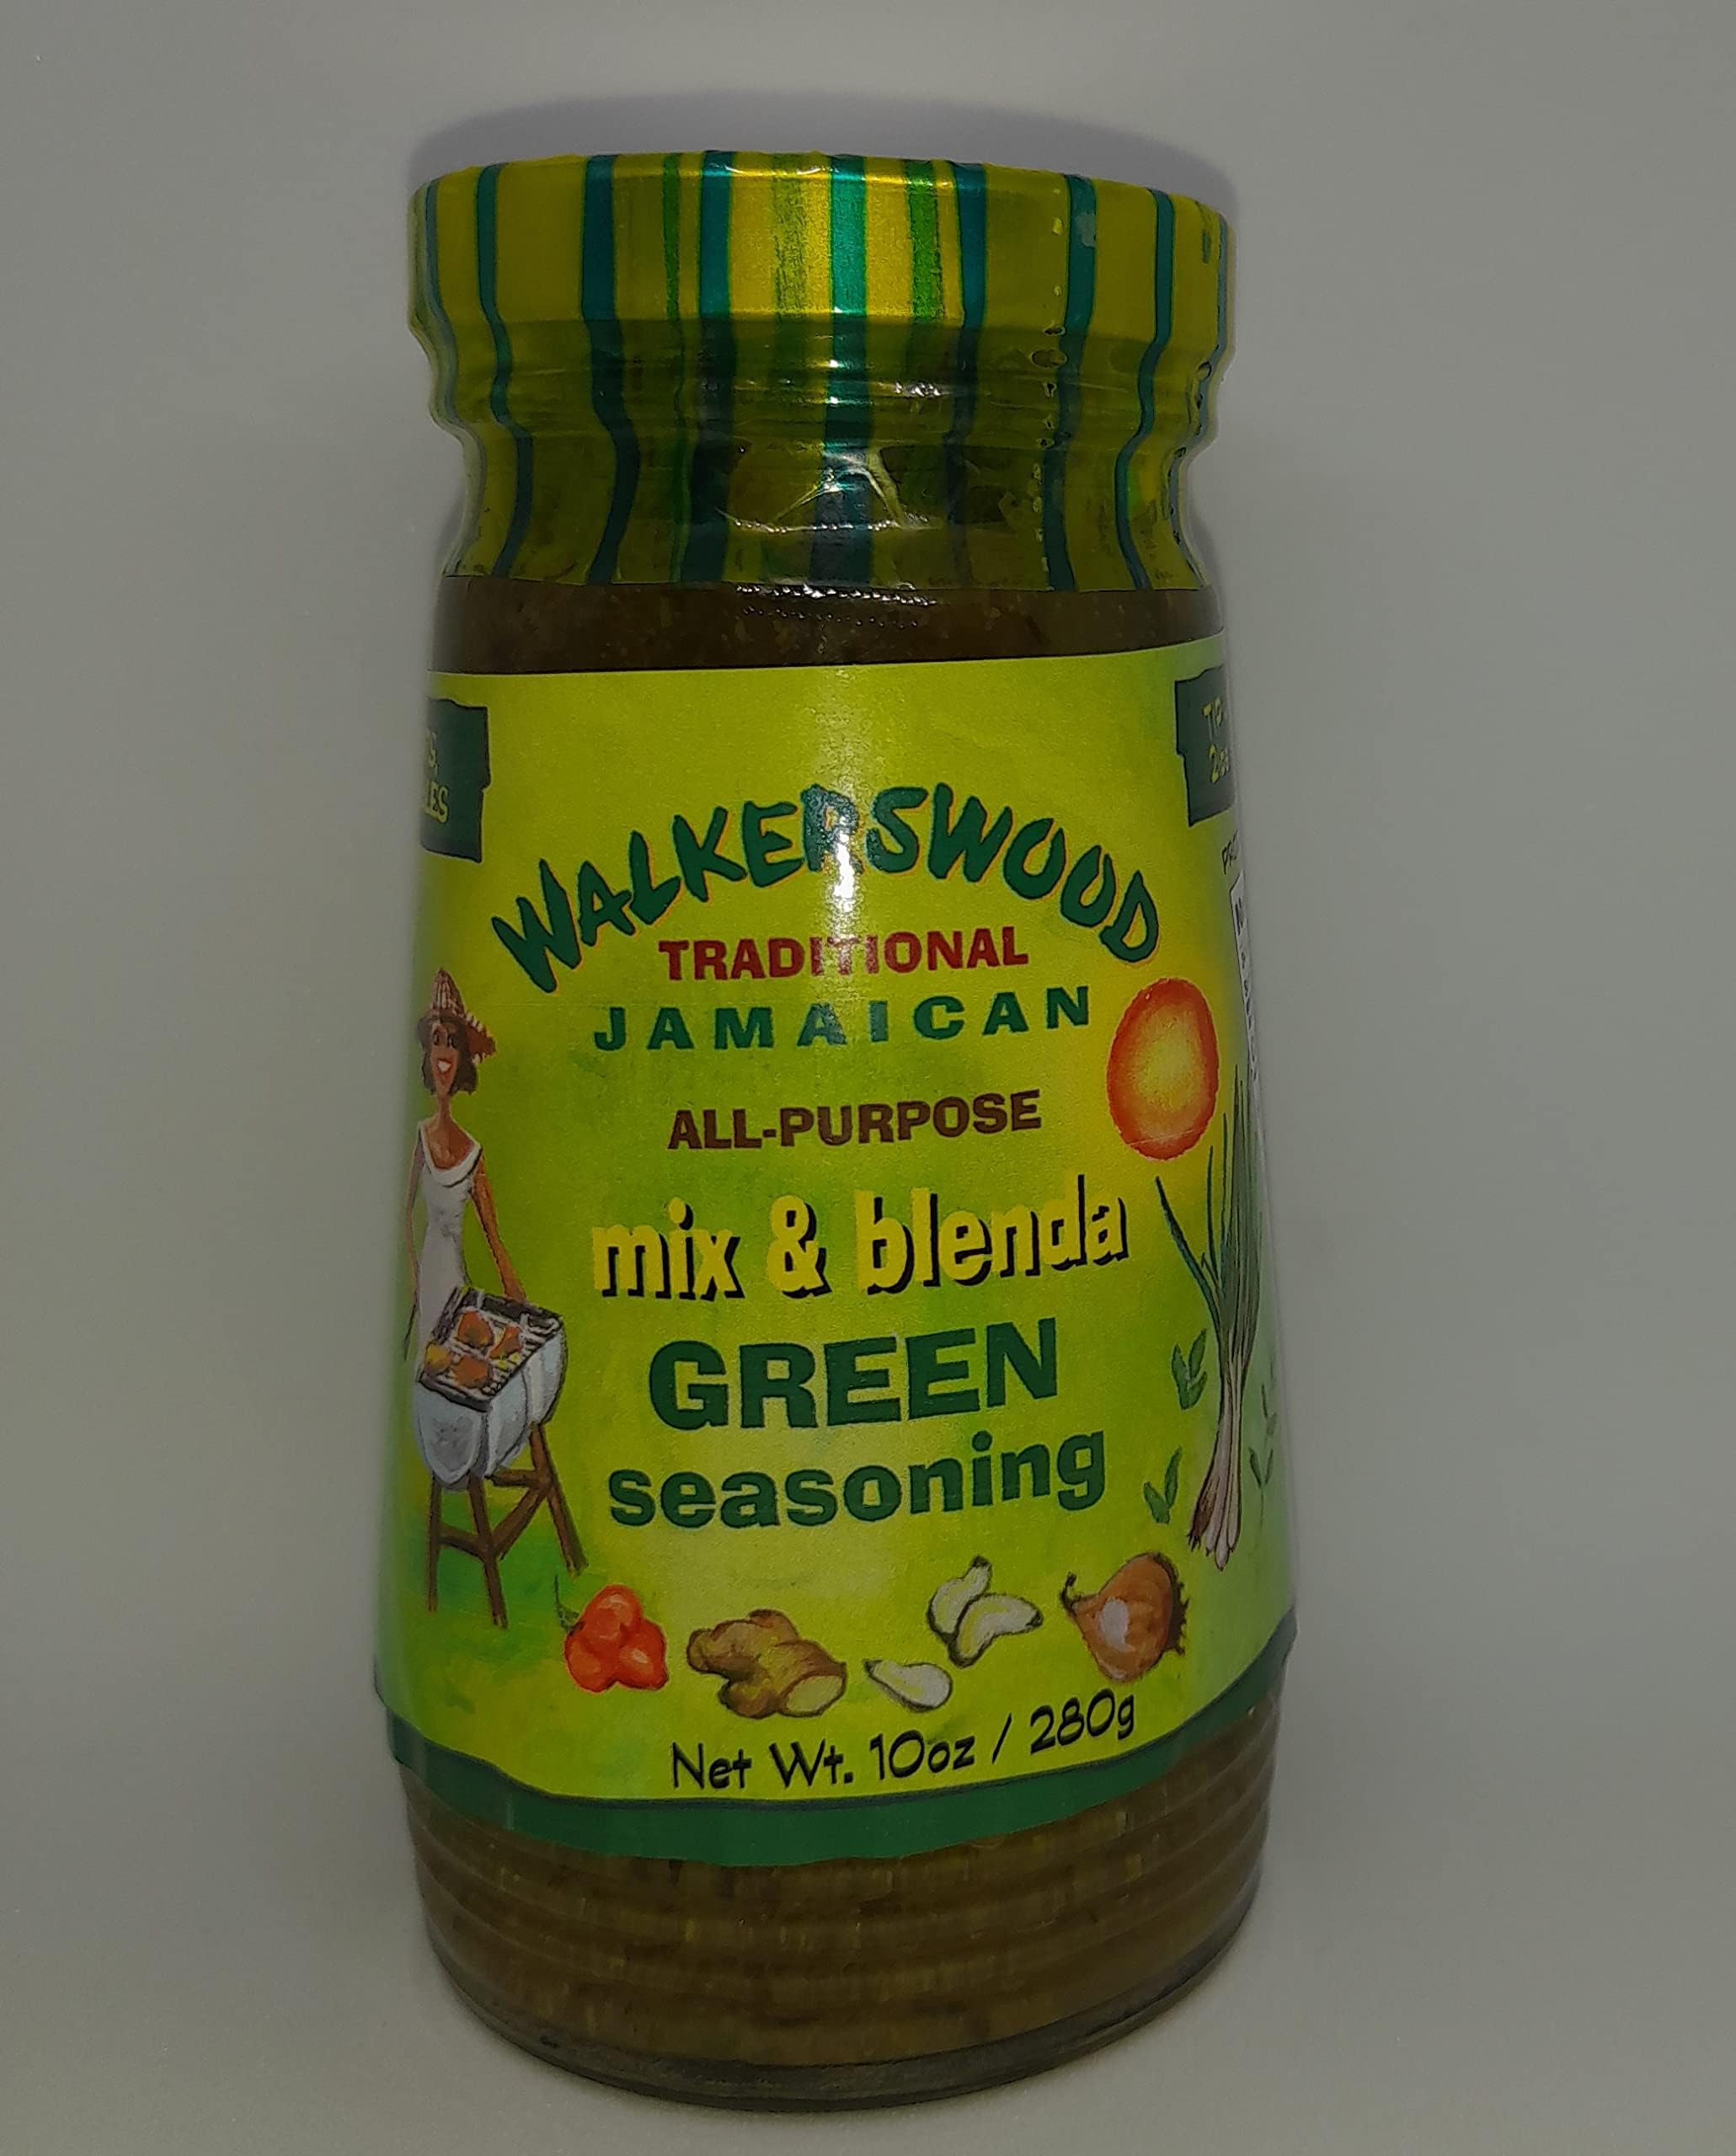 WALKERSWOOD
TRADITIONAL
JAMAICAN
ALL-PURPOSE
mix & blenda
GREEN
seasoning
Net Wt. 10oz / 280g